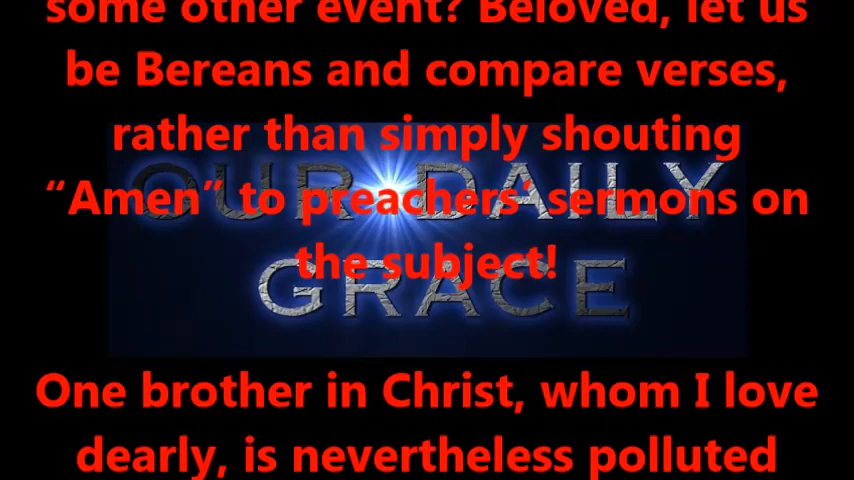 some other event? Beloved, let us
be Bereans and compare verses,
rather than simply shouting
“Amen” to preachers’ sermons on
the subject!
OUR DAILY
GRACE
One brother in Christ, whom I love
dearly, is nevertheless polluted